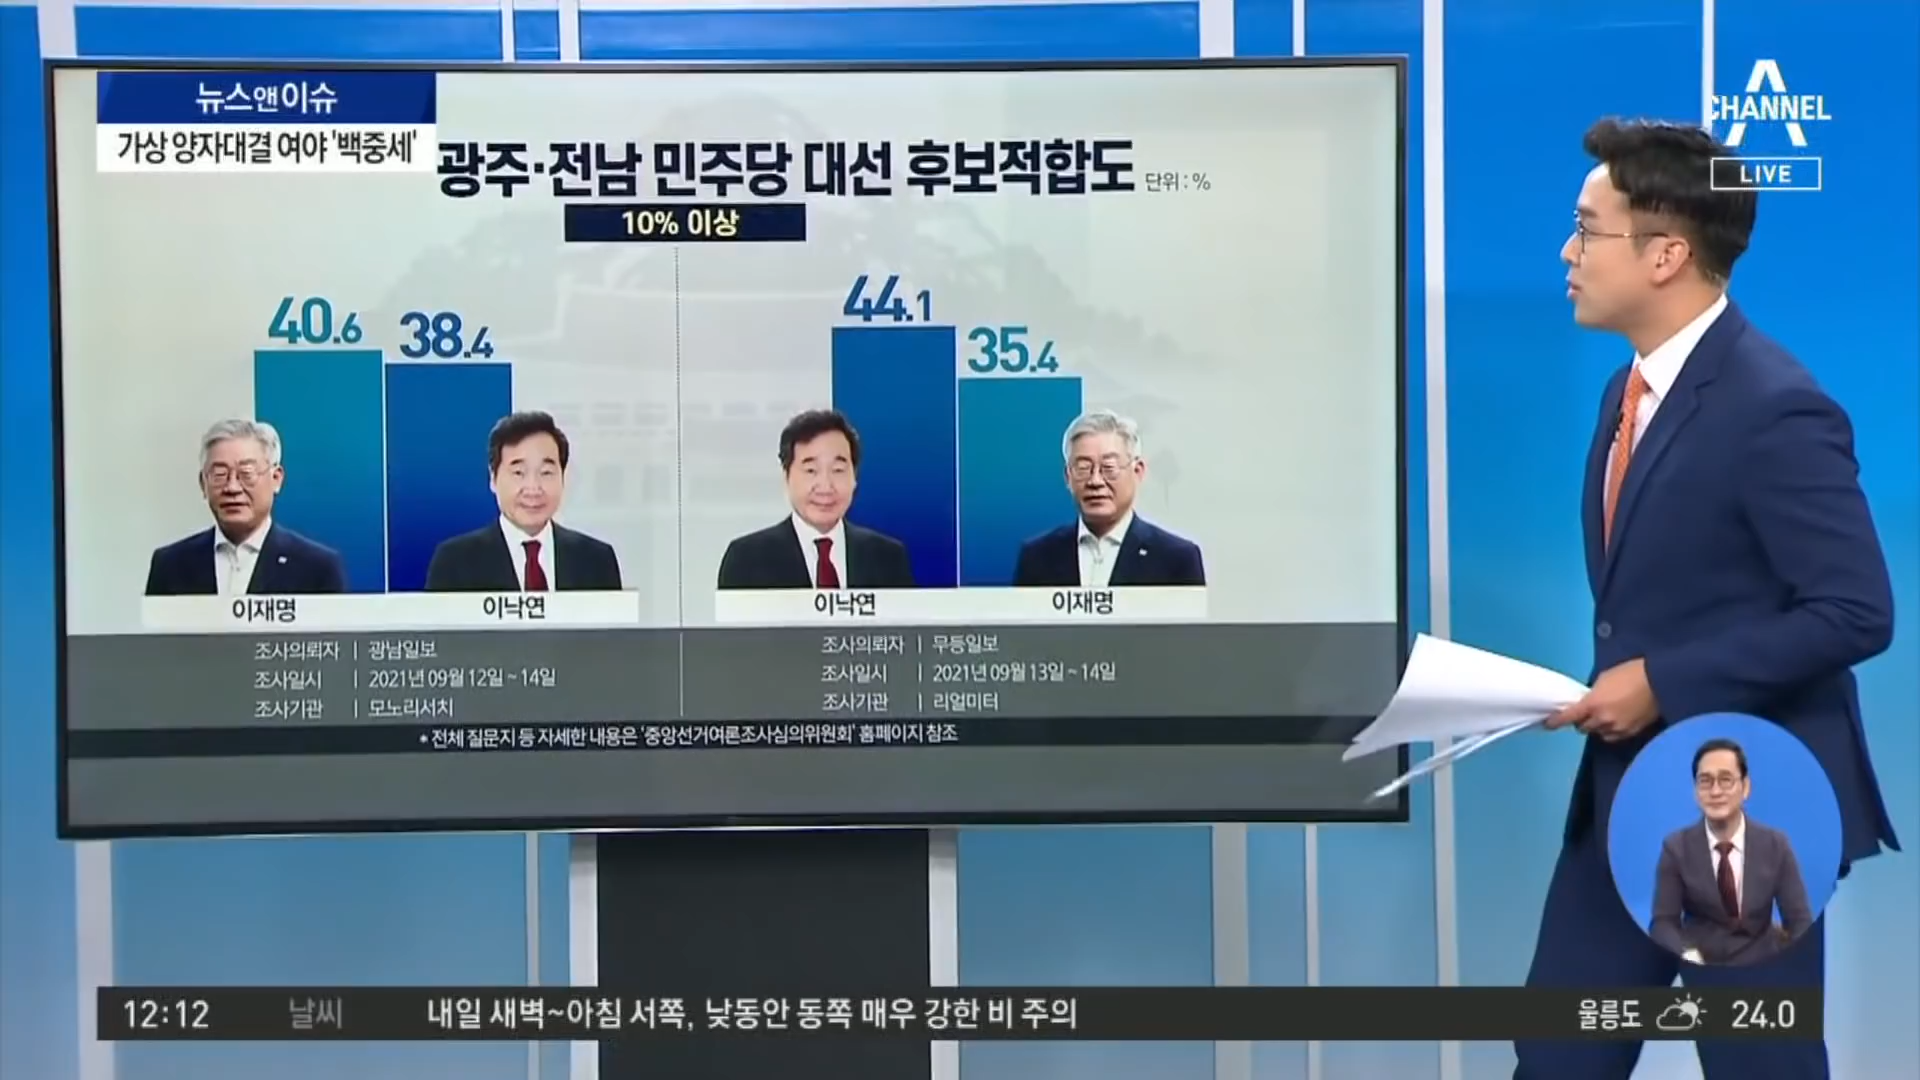 뉴스앤이슈
가상 양자대결 여야 '백중세'
CHANNEL A
LIVE
광주·전남 민주당 대선 후보적합도 단위 : %
10% 이상
40.6
38.4
44.1
35.4
이재명
이낙연
이낙연
이재명
조사의뢰자 | 광남일보
조사일시 | 2021년 09월 12일 ~ 14일
조사기관 | 모노리서치
조사의뢰자 | 무등일보
조사일시 | 2021년 09월 13일 ~ 14일
조사기관 | 리얼미터
* 전체 질문지 등 자세한 내용은 '중앙선거여론조사심의위원회' 홈페이지 참조
12:12 날씨 내일 새벽~아침 서쪽, 낮동안 동쪽 매우 강한 비 주의 울릉도 24.0